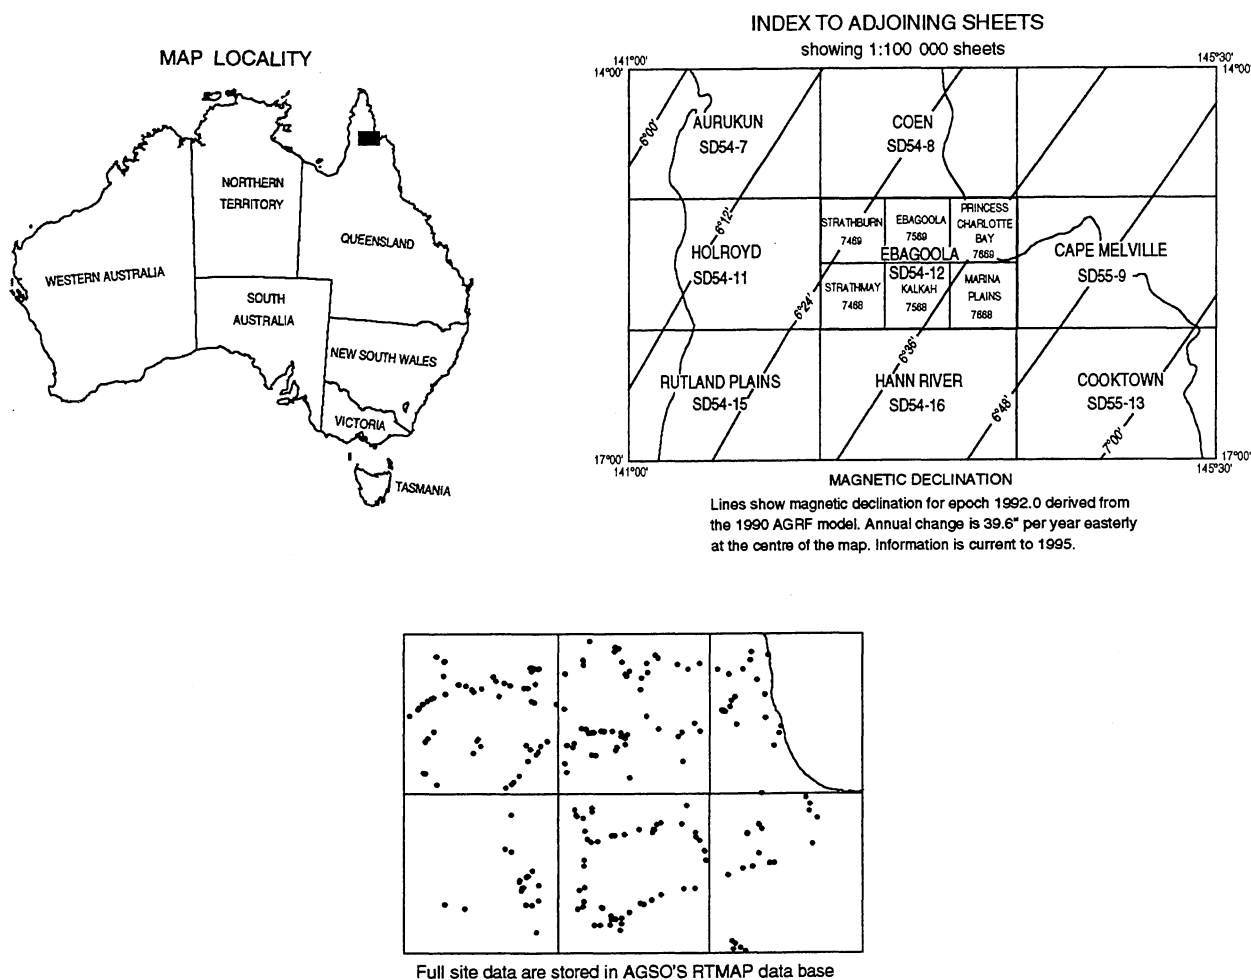 MAP LOCALITY
NORTHERN
TERRITORY
QUEENSLAND
WESTERN AUSTRALIA
SOUTH
AUSTRALIA
NEW SOUTH WALES
VICTORIA
TASMANIA
INDEX TO ADJOINING SHEETS
showing 1:100 000 sheets
141°00'
145°30'
14°00'
14°00'
6°00'
AURUKUN
SD54-7
COEN
SD54-8
6°12'
HOLROYD
SD54-11
STRATHBURN
7469
EBAGOOLA
7569
PRINCESS
CHARLOTTE
BAY
7669
EBAGOOLA
SD54-12
STRATHMAY
7468
KALKAH
7568
MARINA
PLAINS
7668
CAPE MELVILLE
SD55-9
6°24'
6°36'
RUTLAND PLAINS
SD54-15
HANN RIVER
SD54-16
6°48'
COOKTOWN
SD55-13
7°00'
17°00'
17°00'
141°00'
145°30'
MAGNETIC DECLINATION
Lines show magnetic declination for epoch 1992.0 derived from
the 1990 AGRF model. Annual change is 39.6" per year easterly
at the centre of the map. Information is current to 1995.
Full site data are stored in AGSO'S RTMAP data base